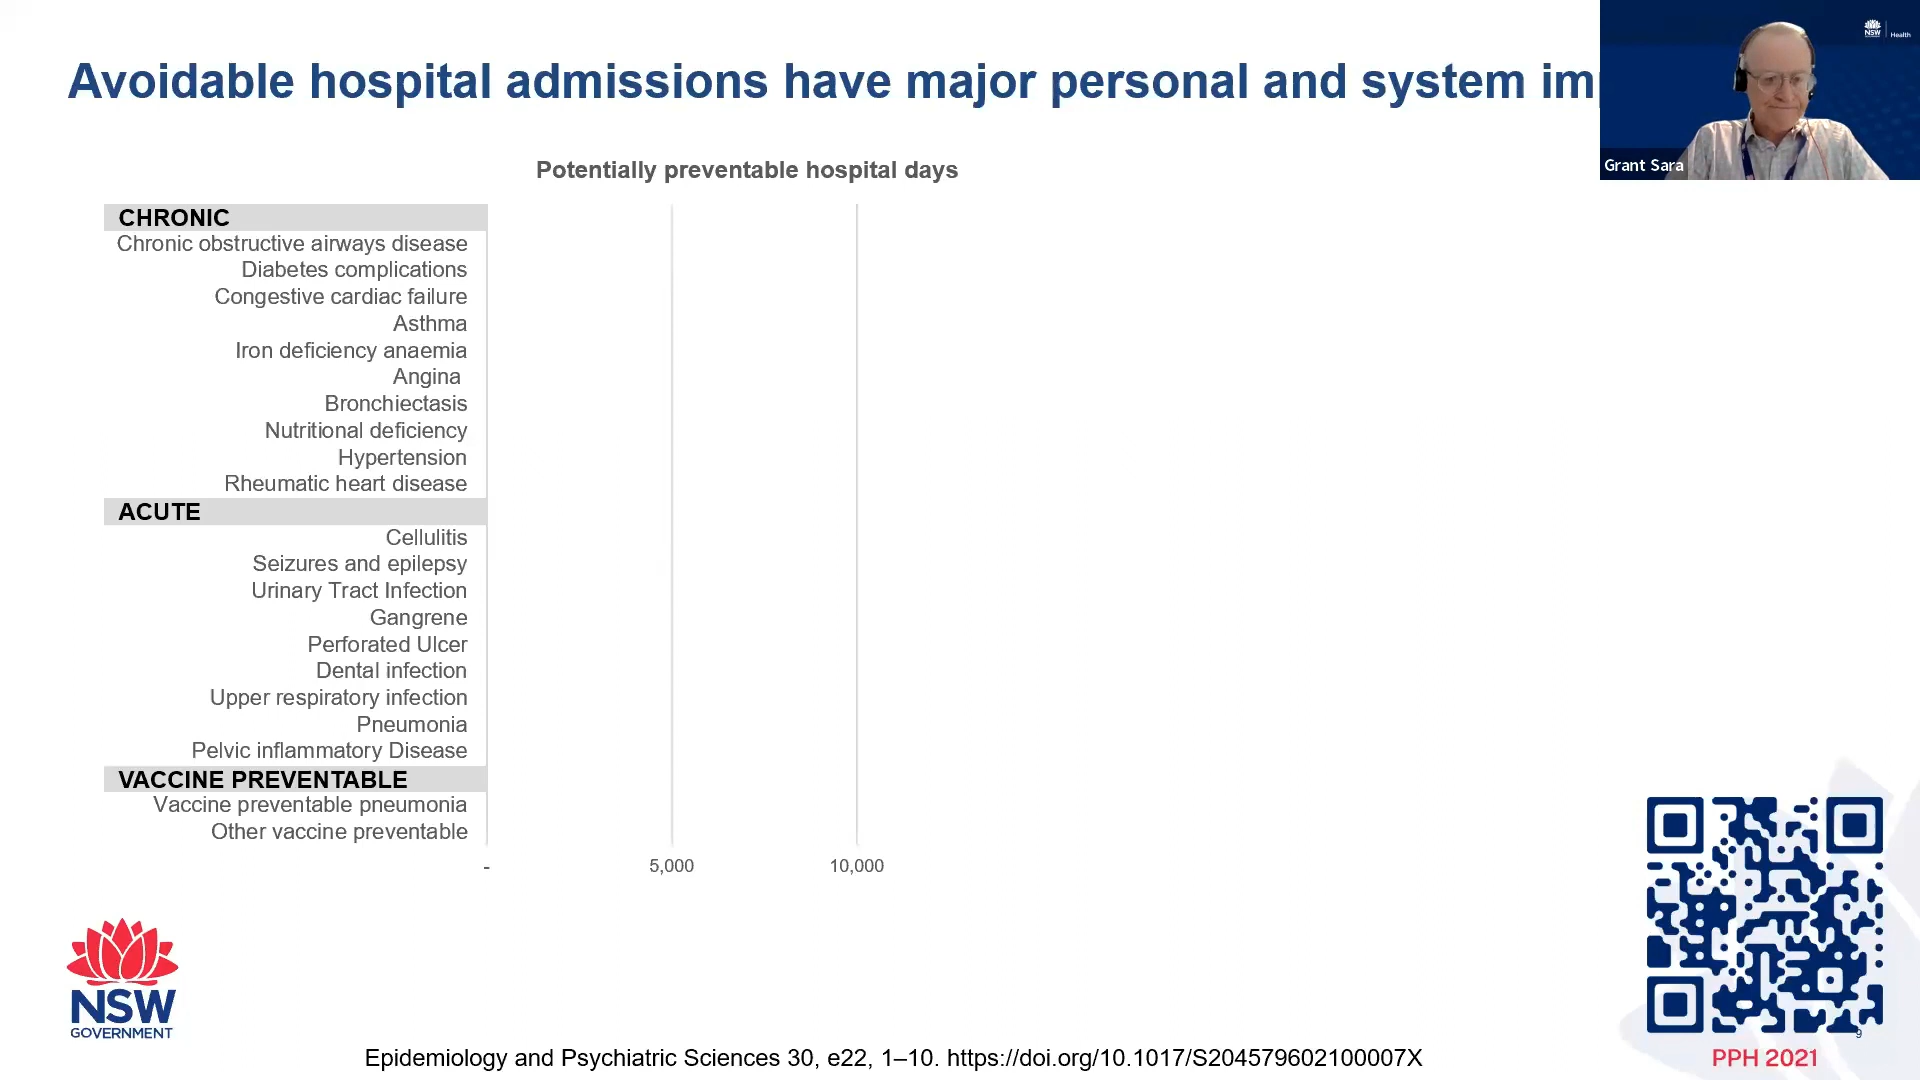 Avoidable hospital admissions have major personal and system im
NSW
Health
Grant Sara
Potentially preventable hospital days
CHRONIC
Chronic obstructive airways disease
Diabetes complications
Congestive cardiac failure
Asthma
Iron deficiency anaemia
Angina
Bronchiectasis
Nutritional deficiency
Hypertension
Rheumatic heart disease
ACUTE
Cellulitis
Seizures and epilepsy
Urinary Tract Infection
Gangrene
Perforated Ulcer
Dental infection
Upper respiratory infection
Pneumonia
Pelvic inflammatory Disease
VACCINE PREVENTABLE
Vaccine preventable pneumonia
Other vaccine preventable
- 5,000 10,000
NSW
GOVERNMENT
9
Epidemiology and Psychiatric Sciences 30, e22, 1–10. https://doi.org/10.1017/S204579602100007X
PPH 2021